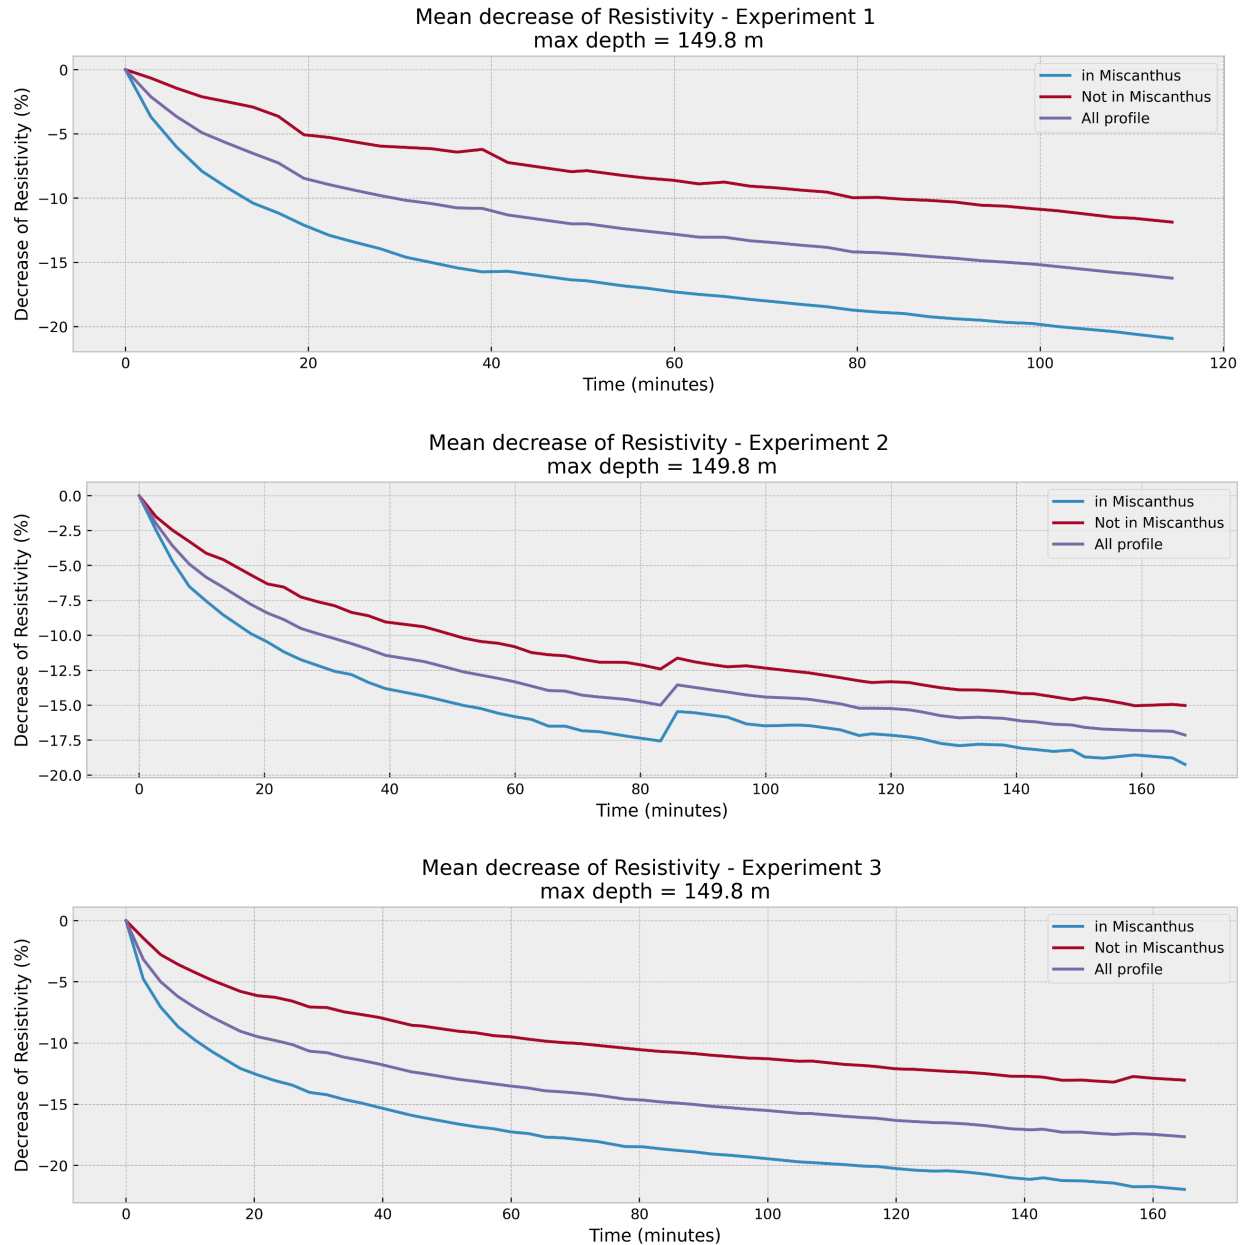 Mean decrease of Resistivity - Experiment 1
max depth = 149.8 m
in Miscanthus
Not in Miscanthus
All profile
Decrease of Resistivity (%)
0
−5
−10
−15
−20
0 20 40 60 80 100 120
Time (minutes)
Mean decrease of Resistivity - Experiment 2
max depth = 149.8 m
in Miscanthus
Not in Miscanthus
All profile
Decrease of Resistivity (%)
0.0
−2.5
−5.0
−7.5
−10.0
−12.5
−15.0
−17.5
−20.0
0 20 40 60 80 100 120 140 160
Time (minutes)
Mean decrease of Resistivity - Experiment 3
max depth = 149.8 m
in Miscanthus
Not in Miscanthus
All profile
Decrease of Resistivity (%)
0
−5
−10
−15
−20
0 20 40 60 80 100 120 140 160
Time (minutes)